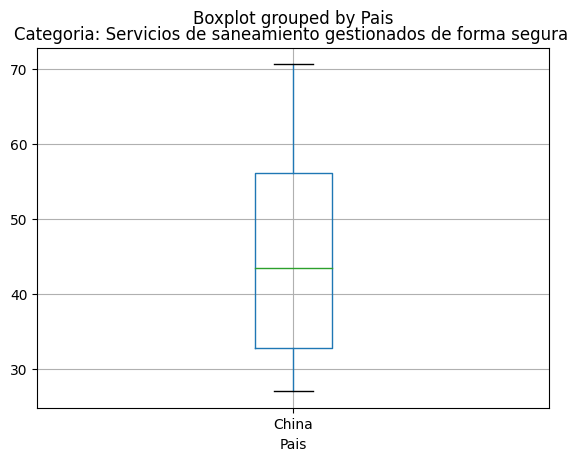 Boxplot grouped by Pais
Categoria: Servicios de saneamiento gestionados de forma segura
70
60
50
40
30
China
Pais